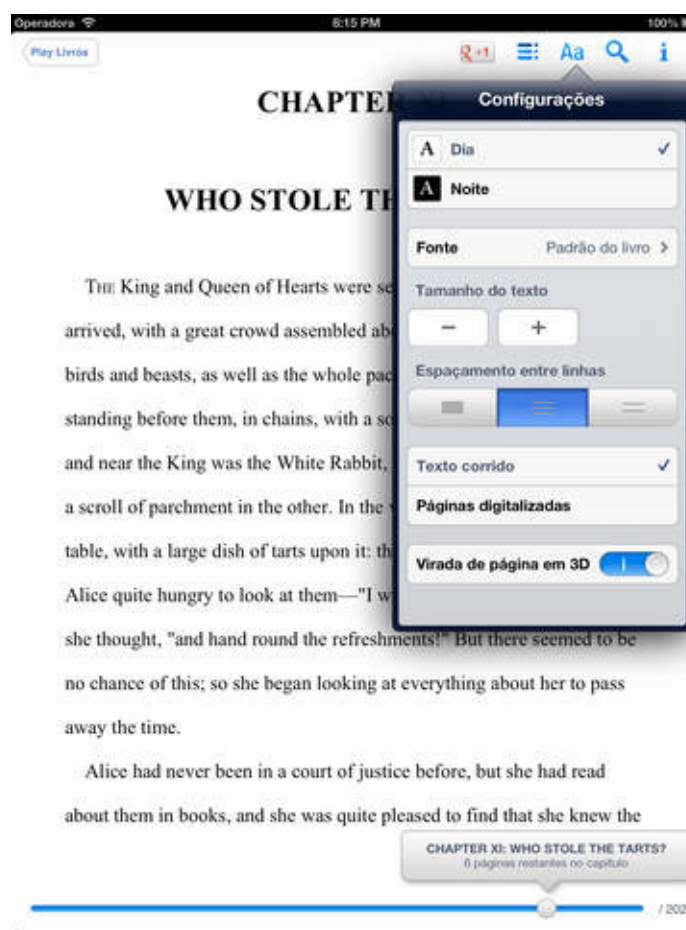 Operadora 6:15 PM 100%
Play Livros +1 Aa i
CHAPTER
Configurações
A Dia ✓
A Noite
WHO STOLE
Fonte Padrão do livro >
Tamanho do texto
− +
Espaçamento entre linhas
Texto corrido ✓
Páginas digitalizadas
Virada de página em 3D
THE King and Queen of Hearts were
arrived, with a great crowd assembled
birds and beasts, as well as the whole
standing before them, in chains, with a
and near the King was the White Rabbit,
a scroll of parchment in the other. In the
table, with a large dish of tarts upon it:
Alice quite hungry to look at them—"I
she thought, "and hand round the refreshments!" But there seemed to be
no chance of this; so she began looking at everything about her to pass
away the time.
Alice had never been in a court of justice before, but she had read
about them in books, and she was quite pleased to find that she knew the
CHAPTER XI: WHO STOLE THE TARTS?
6 páginas restantes no capítulo
/ 202